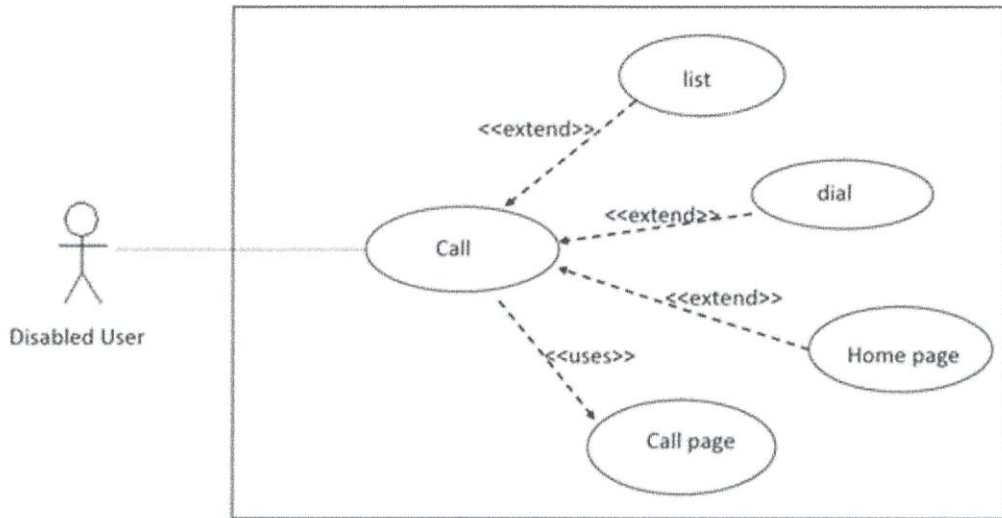 list
<<extend>>
dial
<<extend>>
Call
<<extend>>
Disabled User
Home page
<<uses>>
Call page